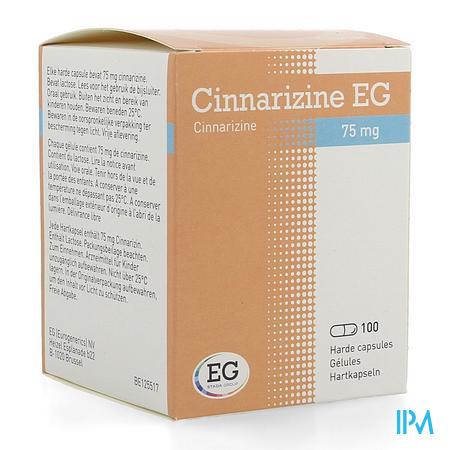 Elke harde capsule bevat 75 mg cinnarizine.
Bevat lactose. Lees voor het gebruik de bijsluiter.
Oraal gebruik. Buiten het zicht en bereik van
kinderen houden. Bewaren beneden 25°C.
Bewaren in de oorspronkelijke verpakking ter
bescherming tegen licht. Vrije aflevering
Chaque gélule contient 75 mg de cinnarizine.
Contient du lactose. Lire la notice avant
utilisation. Voie orale. Tenir hors de la vue et de
la portée des enfants. A conserver à une
température ne dépassant pas 25°C. A conserver
dans l'emballage extérieur d'origine à l'abri de la
lumière. Délivrance libre
Jede Hartkapsel enthält 75 mg Cinnarizin.
Enthält Lactose. Packungsbeilage beachten.
Zum Einnehmen. Arzneimittel für Kinder
unzugänglich aufbewahren. Nicht über 25°C
lagern. In der Originalverpackung aufbewahren,
um den Inhalt vor Licht zu schützen.
Freie Abgabe.
EG (Eurogenerics) NV
Heizel Esplanade b22
B-1020 Brussel
BE125517
Cinnarizine EG
Cinnarizine
75 mg
100
Harde capsules
Gélules
Hartkapseln
EG
STADA GROUP
IPM